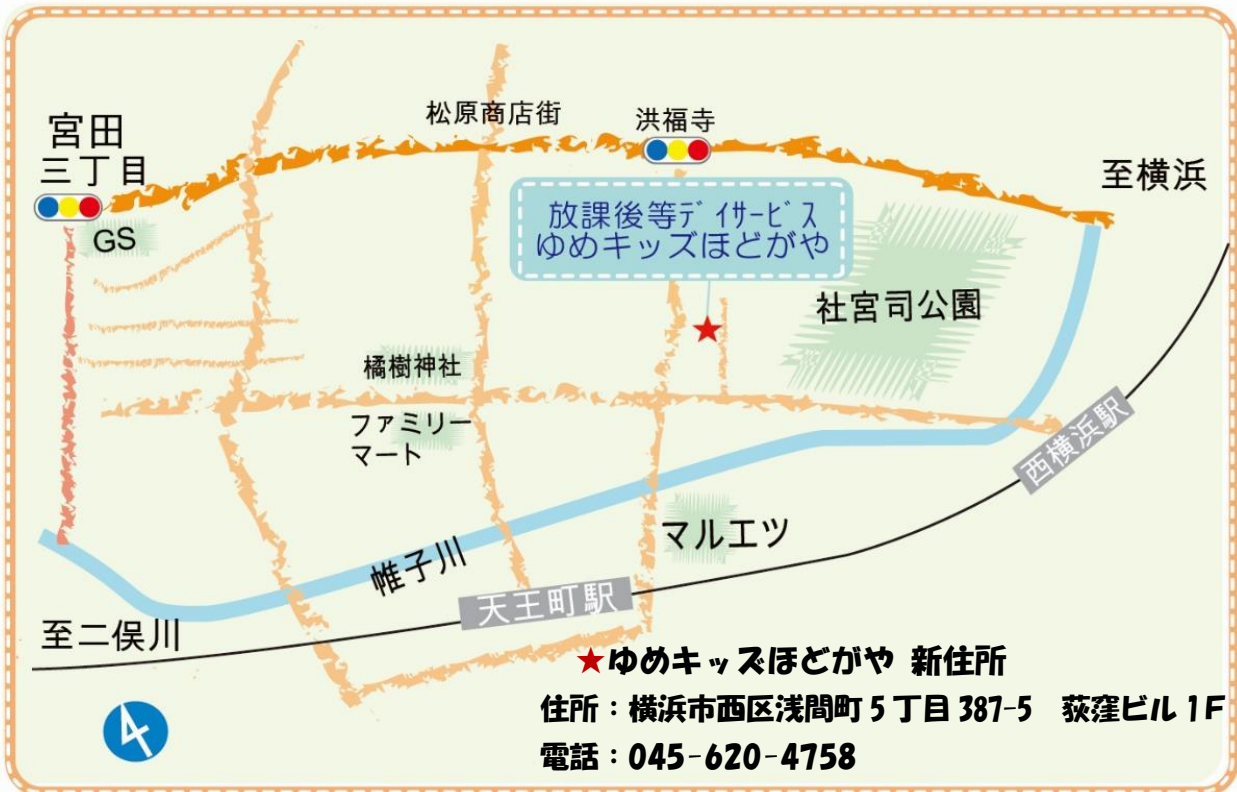 松原商店街
洪福寺
宮田
三丁目
至横浜
GS
放課後等デイサービス
ゆめキッズほどがや
社宮司公園
橘樹神社
ファミリー
マート
西横浜駅
マルエツ
帷子川
天王町駅
至二俣川
★ゆめキッズほどがや 新住所
住所：横浜市西区浅間町5丁目387-5 荻窪ビル1F
電話：045-620-4758